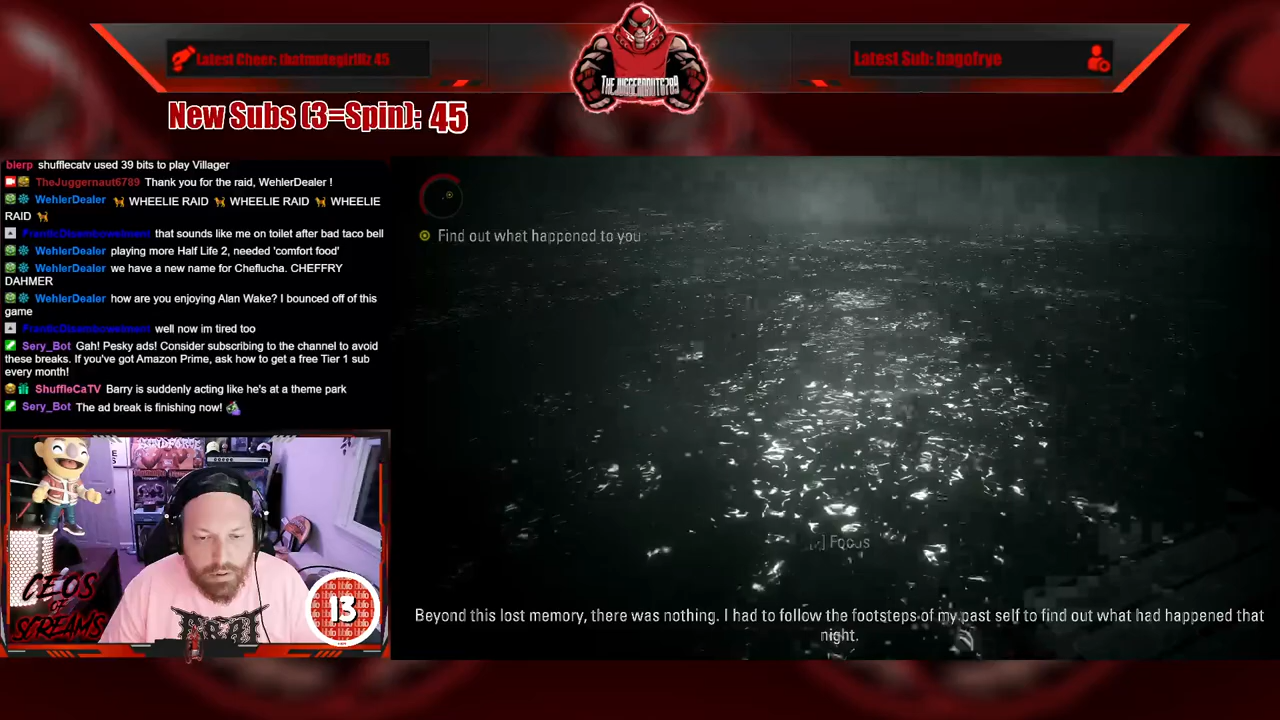 Latest Cheer: thatmutegirlliz 45
THEJUGGERNAUT6789
Latest Sub: bagofrye
New Subs (3=Spin): 45
blerp shufflecatv used 39 bits to play Villager
TheJuggernaut6789 Thank you for the raid, WehlerDealer !
WehlerDealer WHEELIE RAID WHEELIE RAID WHEELIE
RAID
FranticDisembowelment that sounds like me on toilet after bad taco bell
WehlerDealer playing more Half Life 2, needed 'comfort food'
WehlerDealer we have a new name for Cheflucha. CHEFFRY
DAHMER
WehlerDealer how are you enjoying Alan Wake? I bounced off of this
game
FranticDisembowelment well now im tired too
Sery_Bot Gah! Pesky ads! Consider subscribing to the channel to avoid
these breaks. If you've got Amazon Prime, ask how to get a free Tier 1 sub
every month!
ShuffleCaTV Barry is suddenly acting like he's at a theme park
Sery_Bot The ad break is finishing now!
Find out what happened to you
Focus
Beyond this lost memory, there was nothing. I had to follow the footsteps of my past self to find out what had happened that
night.
CEOS
OF
SCREAMS
13